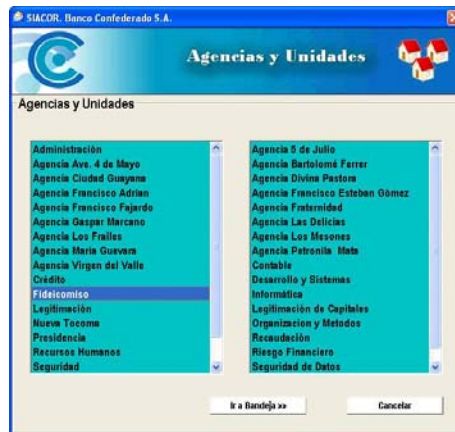 SIACOR. Banco Confederado S.A.
Agencias y Unidades
Agencias y Unidades
Administración
Agencia Ave. 4 de Mayo
Agencia Ciudad Guayana
Agencia Francisco Adrian
Agencia Francisco Fajardo
Agencia Gaspar Marcano
Agencia Los Frailes
Agencia Maria Guevara
Agencia Virgen del Valle
Crédito
Fideicomiso
Legitimación
Nueva Tocoma
Presidencia
Recursos Humanos
Seguridad
Agencia 5 de Julio
Agencia Bartolomé Ferrer
Agencia Divina Pastora
Agencia Francisco Esteban Gómez
Agencia Fraternidad
Agencia Las Delicias
Agencia Los Mesones
Agencia Petronila Mata
Contable
Desarrollo y Sistemas
Informática
Legitimación de Capitales
Organizacion y Metodos
Recaudación
Riesgo Financiero
Seguridad de Datos
Ir a Bandeja >>
Cancelar